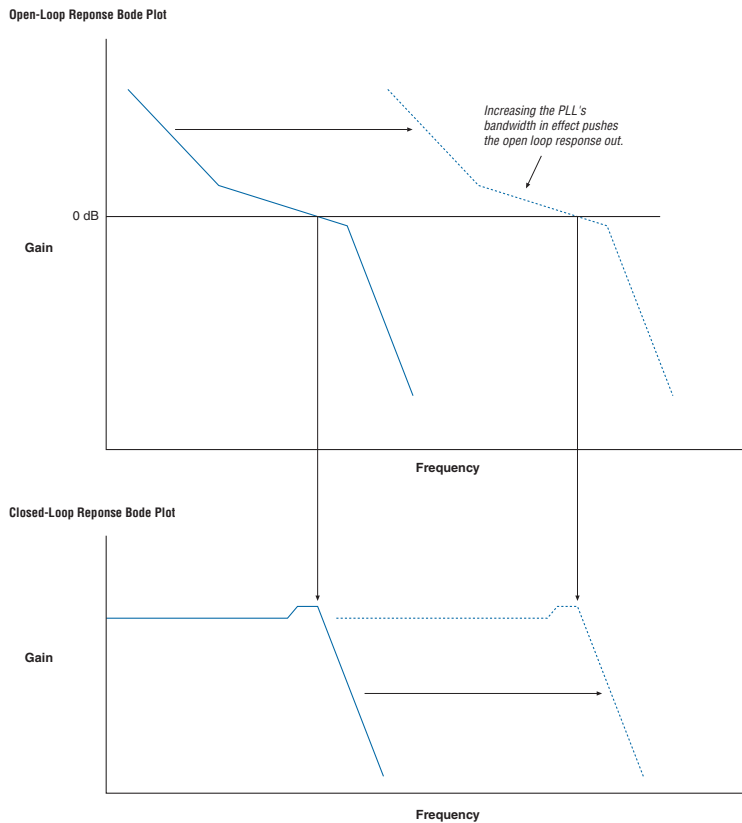 Open-Loop Reponse Bode Plot
Increasing the PLL's
bandwidth in effect pushes
the open loop response out.
0 dB
Gain
Frequency
Closed-Loop Reponse Bode Plot
Gain
Frequency